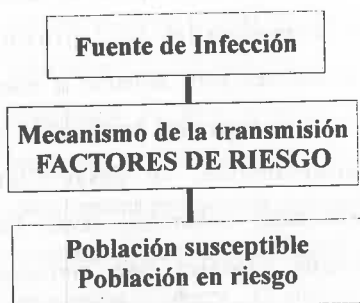 Fuente de Infección
Mecanismo de la transmisión
FACTORES DE RIESGO
Población susceptible
Población en riesgo